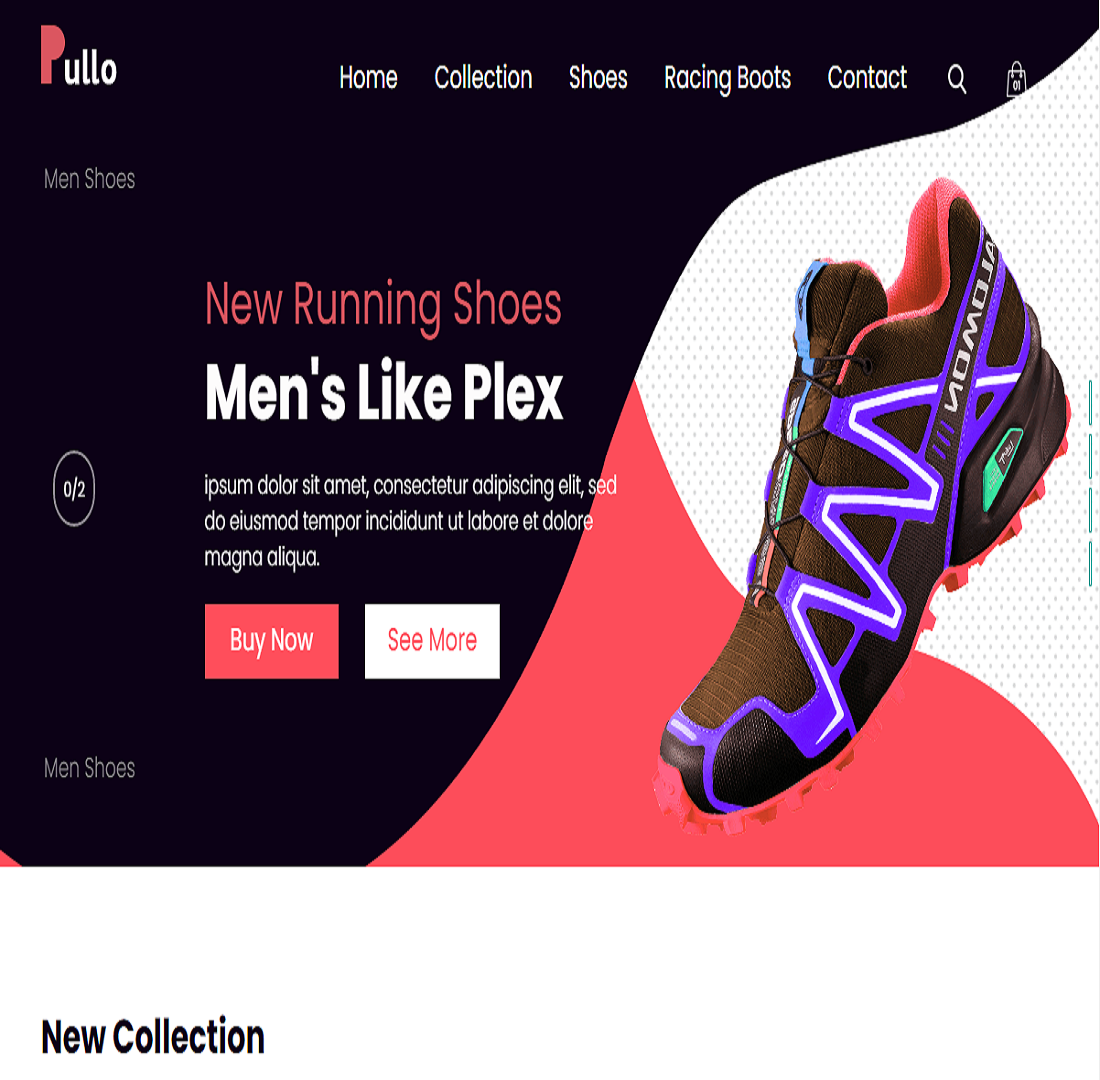 Pullo
Home Collection Shoes Racing Boots Contact
01
Men Shoes
New Running Shoes
Men's Like Plex
0/2
ipsum dolor sit amet, consectetur adipiscing elit, sed
do eiusmod tempor incididunt ut labore et dolore
magna aliqua.
Buy Now See More
Men Shoes
SALOMON
New Collection